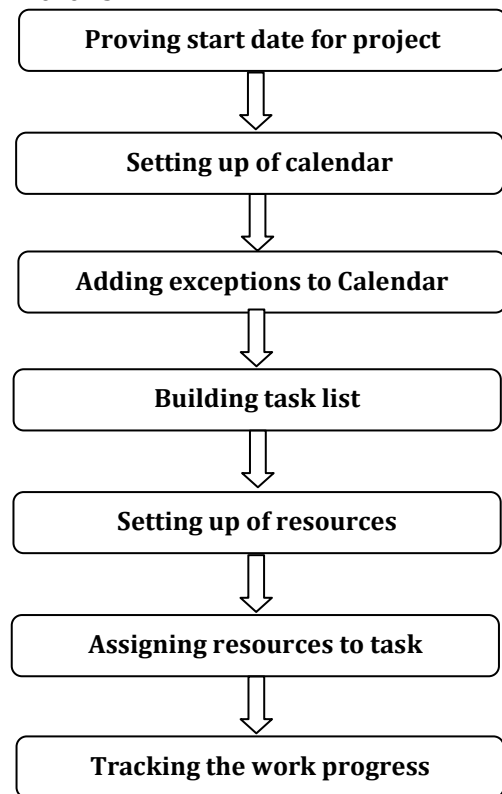 Proving start date for project
Setting up of calendar
Adding exceptions to Calendar
Building task list
Setting up of resources
Assigning resources to task
Tracking the work progress